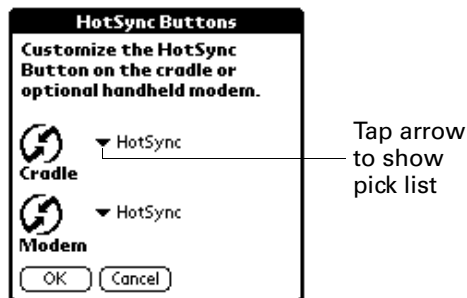 HotSync Buttons
Customize the HotSync
Button on the cradle or
optional handheld modem.
HotSync
Cradle
HotSync
Modem
OK Cancel
Tap arrow
to show
pick list